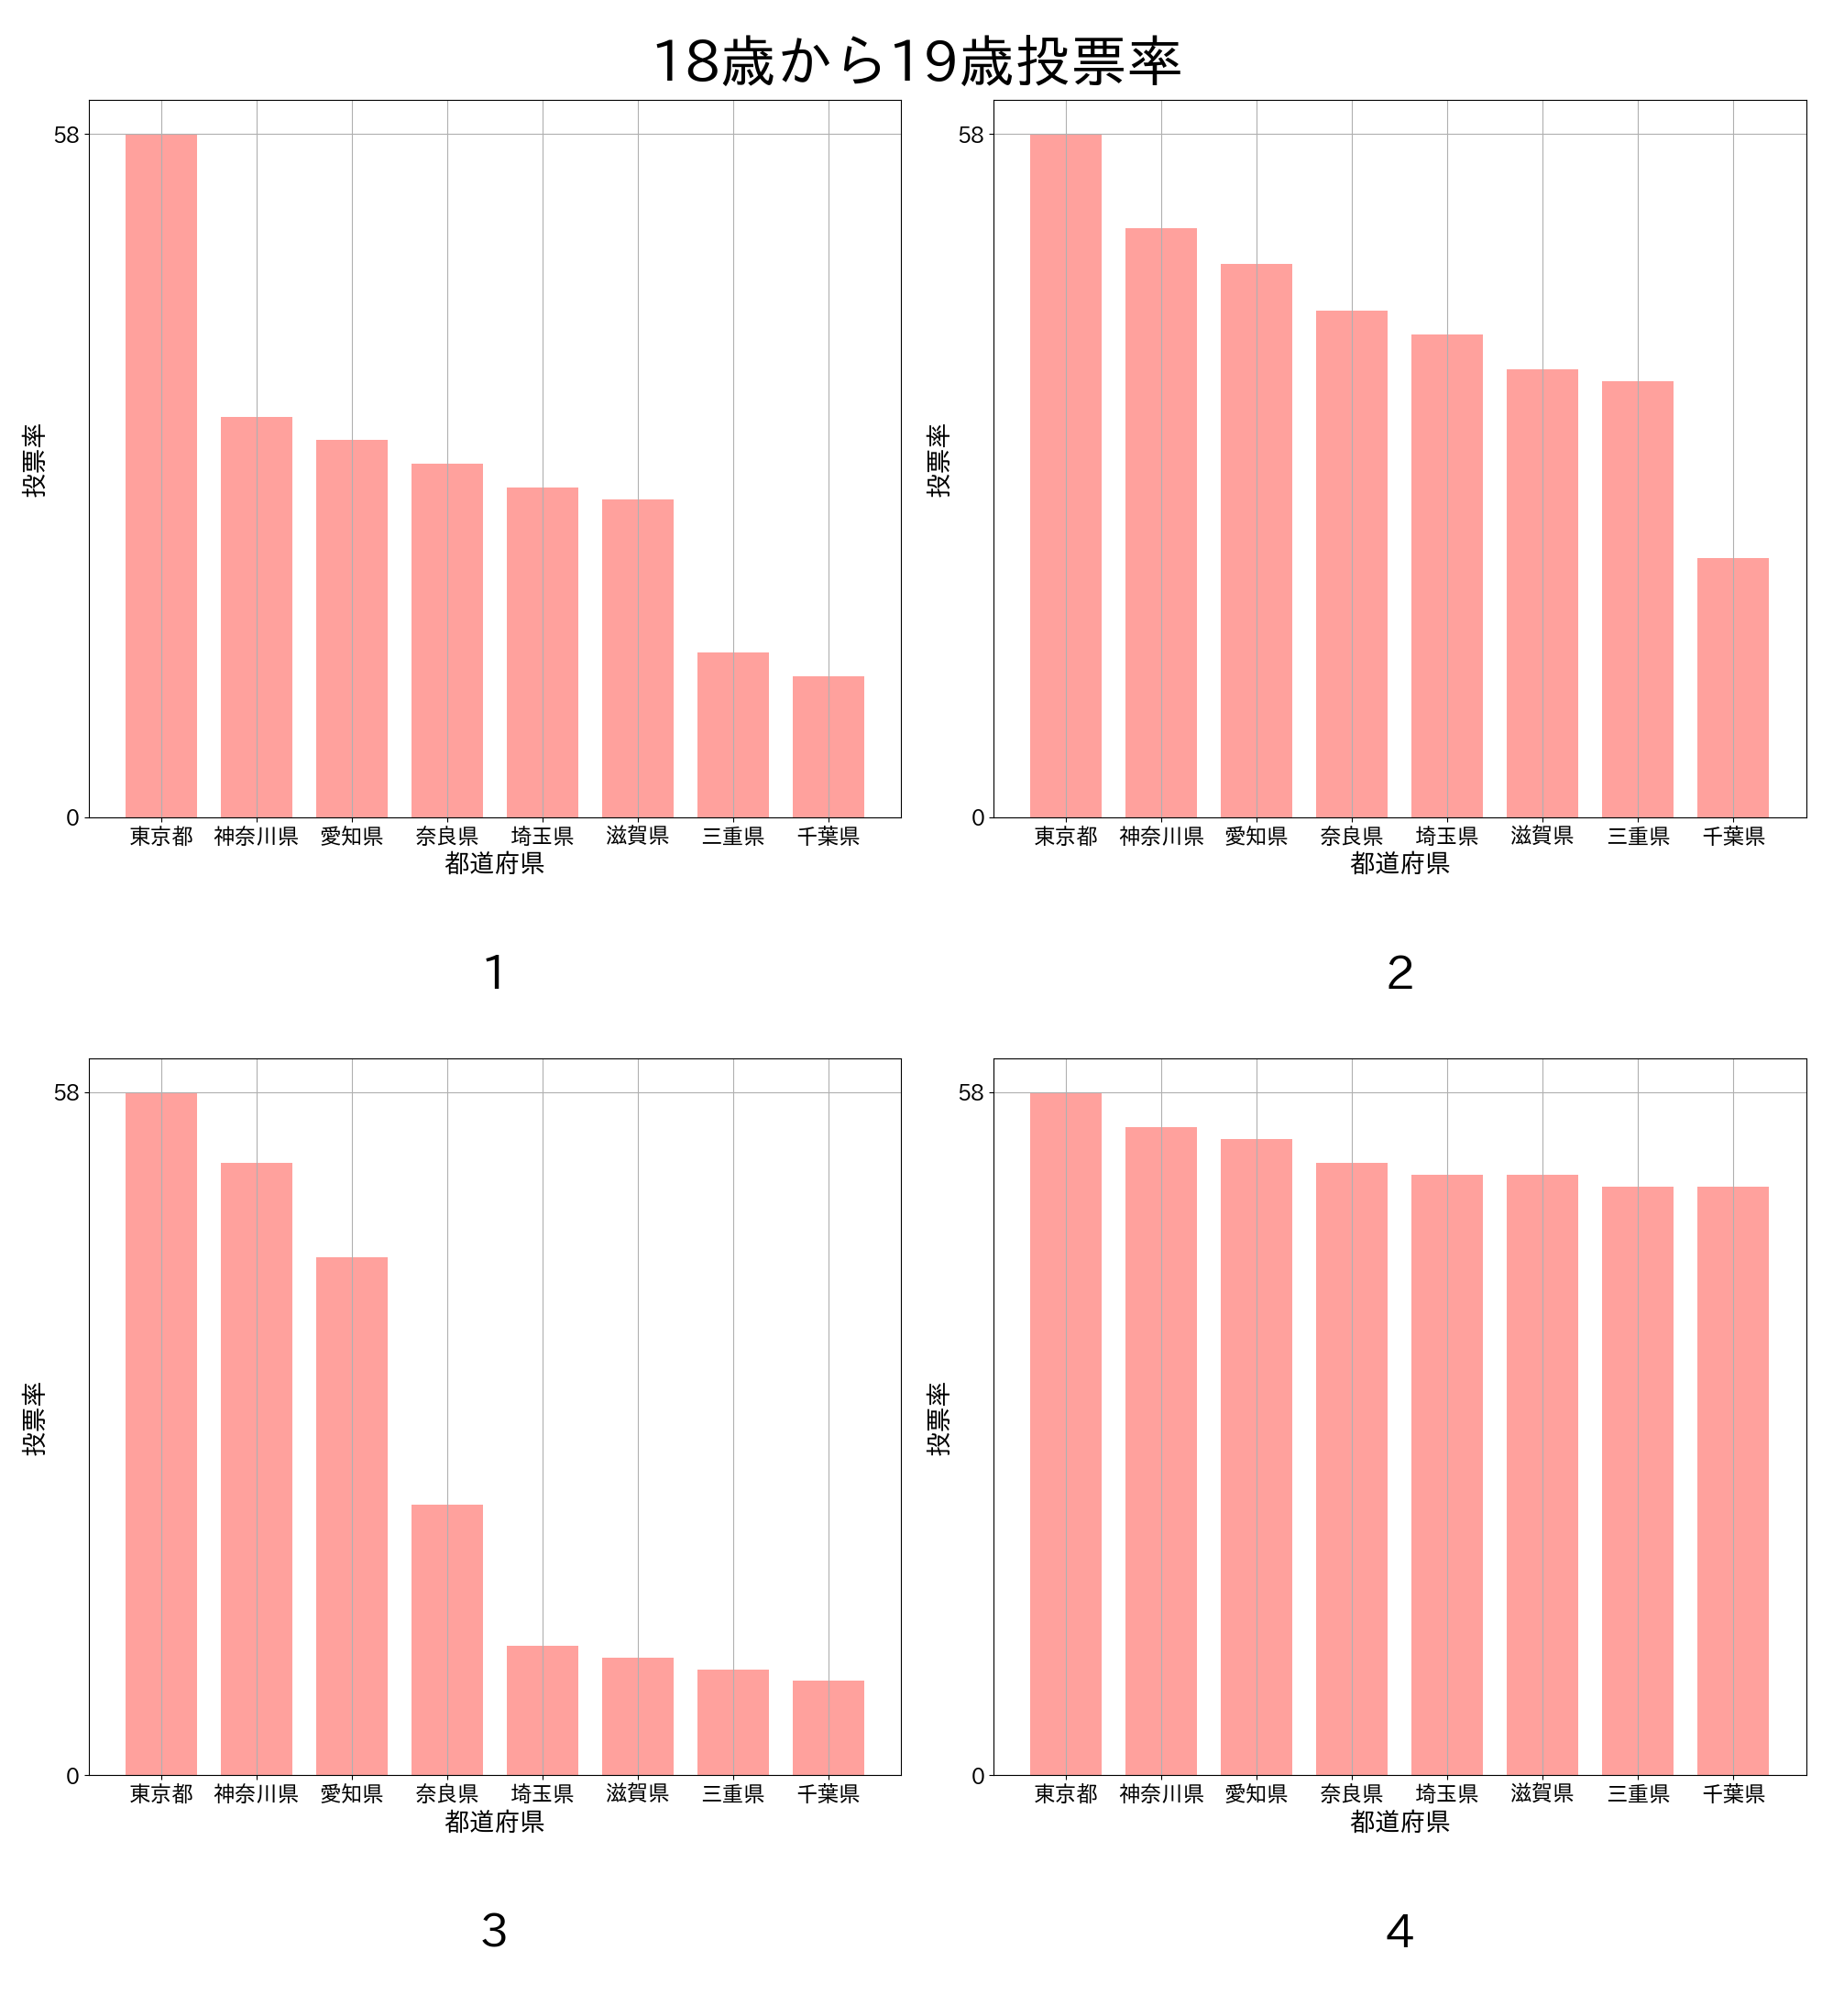 18歳から19歳投票率
58
0
投票率
東京都 神奈川県 愛知県 奈良県 埼玉県 滋賀県 三重県 千葉県
都道府県
1
58
0
投票率
東京都 神奈川県 愛知県 奈良県 埼玉県 滋賀県 三重県 千葉県
都道府県
2
58
0
投票率
東京都 神奈川県 愛知県 奈良県 埼玉県 滋賀県 三重県 千葉県
都道府県
3
58
0
投票率
東京都 神奈川県 愛知県 奈良県 埼玉県 滋賀県 三重県 千葉県
都道府県
4